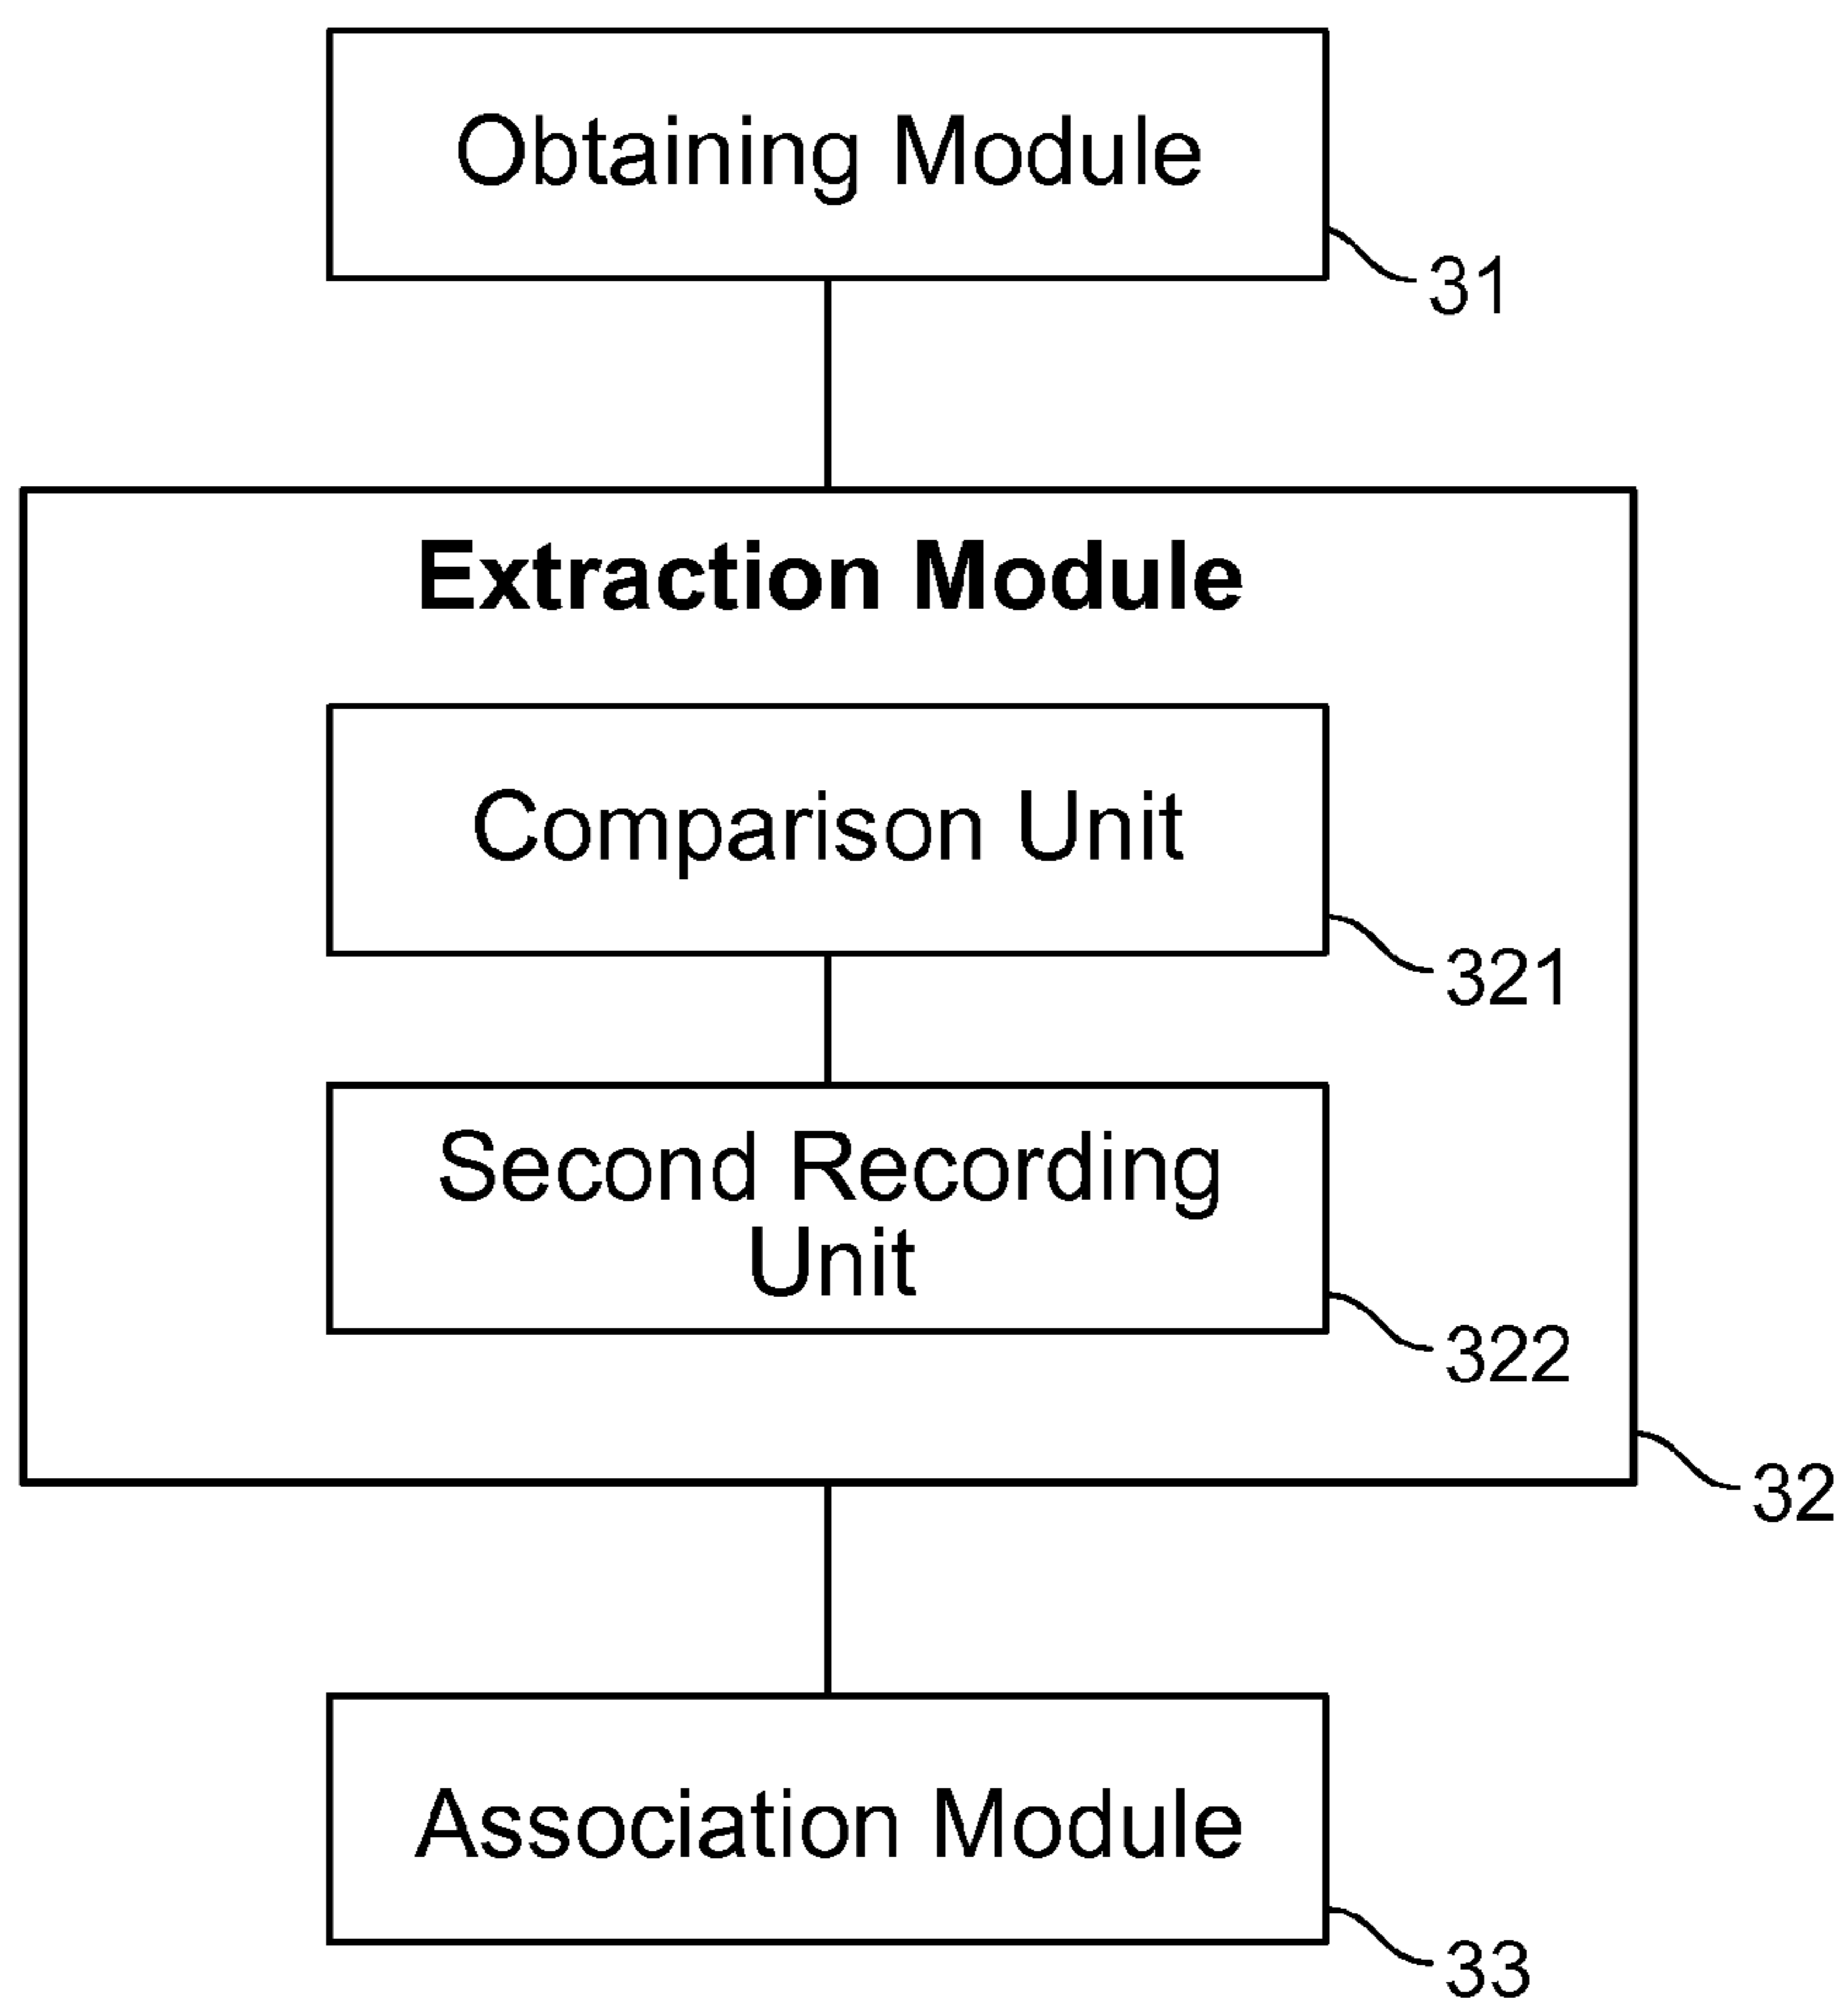 Obtaining Module
31
Extraction Module
Comparison Unit
321
Second Recording
Unit
322
32
Association Module
33